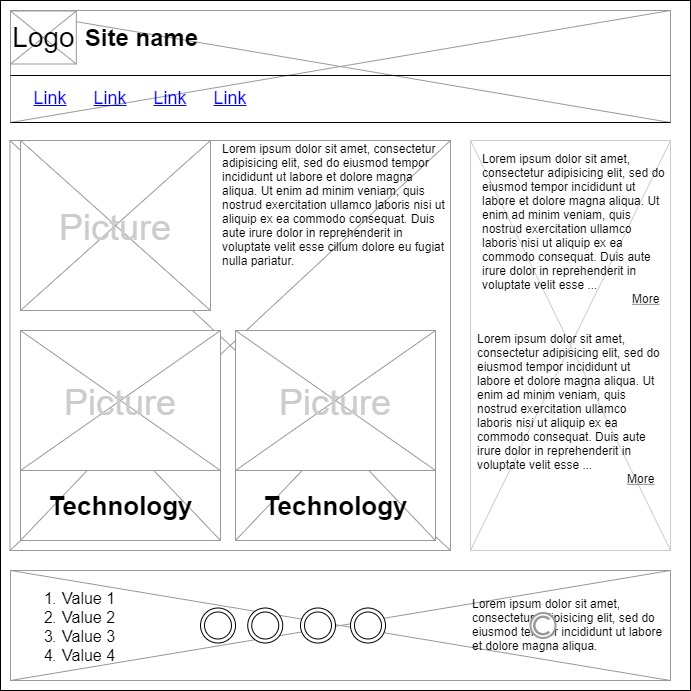 Logo Site name
Link Link Link Link
Picture
Lorem ipsum dolor sit amet, consectetur
adipisicing elit, sed do eiusmod tempor
incididunt ut labore et dolore magna
aliqua. Ut enim ad minim veniam, quis
nostrud exercitation ullamco laboris nisi ut
aliquip ex ea commodo consequat. Duis
aute irure dolor in reprehenderit in
voluptate velit esse cillum dolore eu fugiat
nulla pariatur.
Picture
Technology
Picture
Technology
Lorem ipsum dolor sit amet,
consectetur adipisicing elit, sed do
eiusmod tempor incididunt ut
labore et dolore magna aliqua. Ut
enim ad minim veniam, quis
nostrud exercitation ullamco
laboris nisi ut aliquip ex ea
commodo consequat. Duis aute
irure dolor in reprehenderit in
voluptate velit esse ...
More
Lorem ipsum dolor sit amet,
consectetur adipisicing elit, sed do
eiusmod tempor incididunt ut
labore et dolore magna aliqua. Ut
enim ad minim veniam, quis
nostrud exercitation ullamco
laboris nisi ut aliquip ex ea
commodo consequat. Duis aute
irure dolor in reprehenderit in
voluptate velit esse ...
More
1. Value 1
2. Value 2
3. Value 3
4. Value 4
Lorem ipsum dolor sit amet,
elit, sed do
eiusmod incididunt ut labore
et dolore magna aliqua.
©